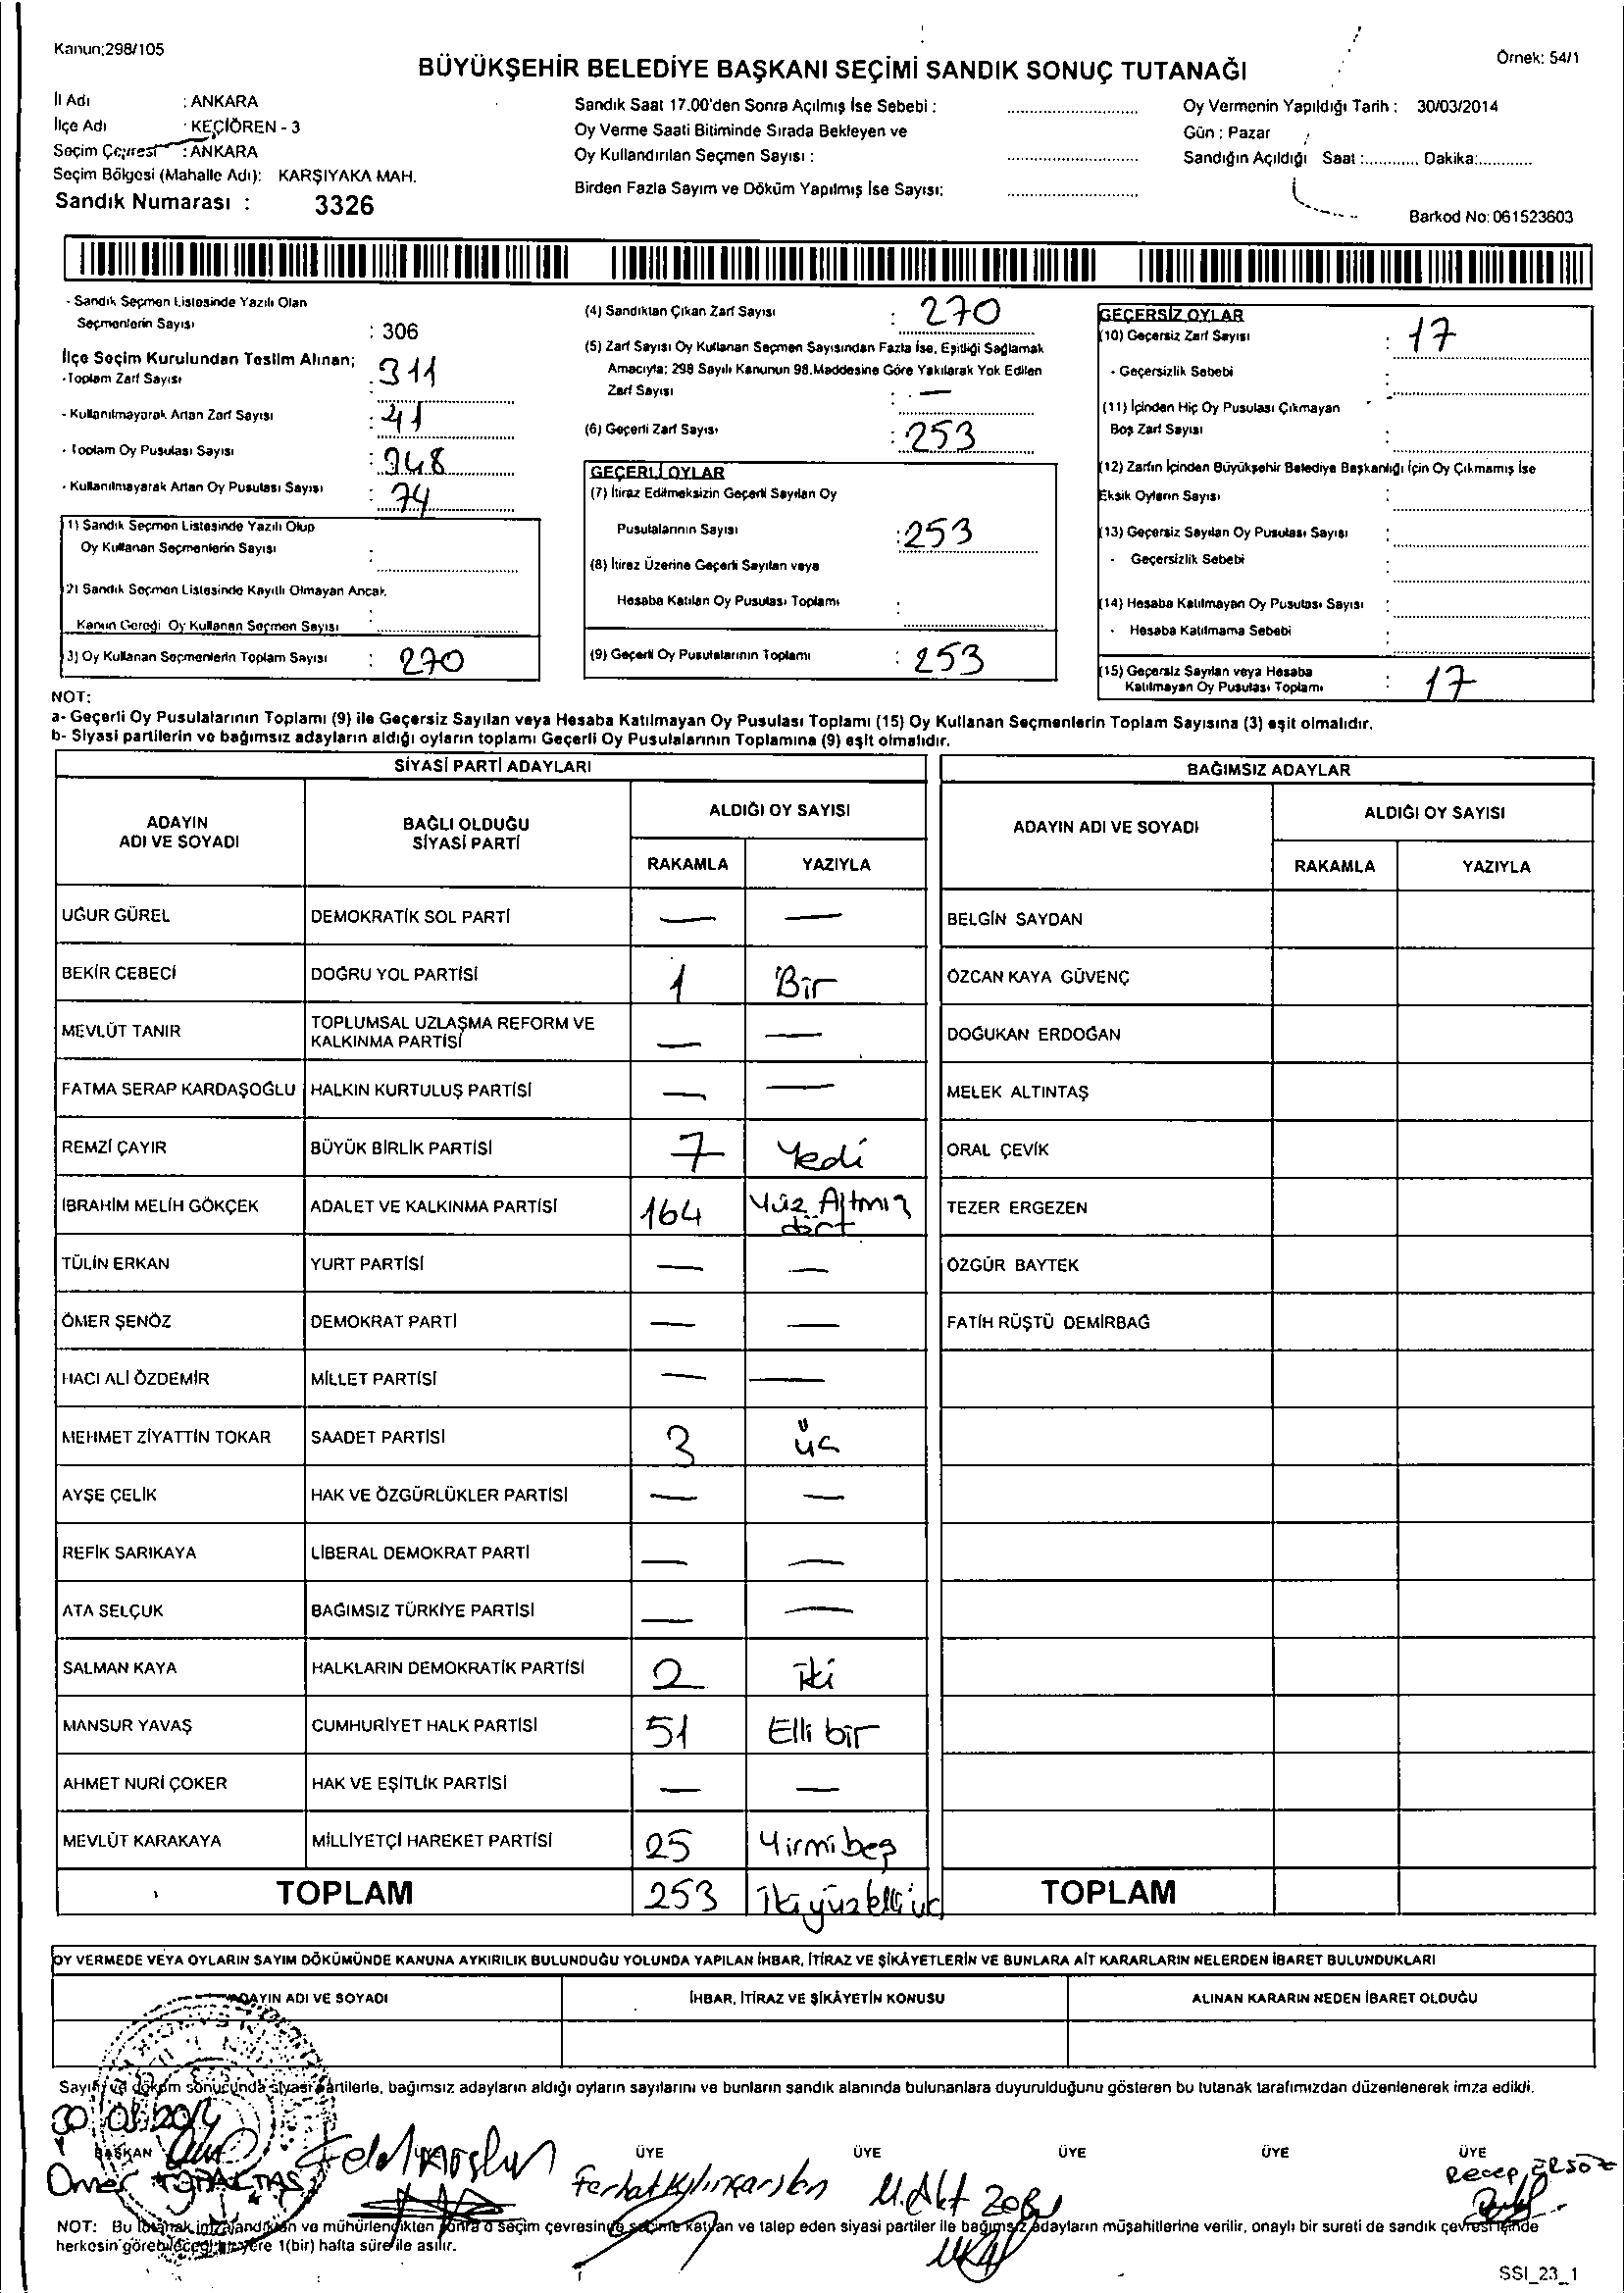 Kanun;298/105
Örnek: 54/1
BÜYÜKŞEHİR BELEDİYE BAŞKANI SEÇİMİ SANDIK SONUÇ TUTANAĞI
İl Adı : ANKARA
İlçe Adı : KEÇİÖREN - 3
Seçim Çevresi : ANKARA
Seçim Bölgesi (Mahalle Adı): KARŞIYAKA MAH.
Sandık Numarası : 3326
Sandık Saat 17.00'den Sonra Açılmış İse Sebebi :
Oy Verme Saati Bitiminde Sırada Bekleyen ve
Oy Kullandırılan Seçmen Sayısı :
Birden Fazla Sayım ve Döküm Yapılmış İse Sayısı;
Oy Vermenin Yapıldığı Tarih : 30/03/2014
Gün : Pazar
Sandığın Açıldığı Saat :............ Dakika:............
Barkod No: 061523603
- Sandık Seçmen Listesinde Yazılı Olan
Seçmenlerin Sayısı : 306
İlçe Seçim Kurulundan Teslim Alınan;
-Toplam Zarf Sayısı : 311
- Kullanılmayarak Artan Zarf Sayısı : 41
- Toplam Oy Pusulası Sayısı : 348
- Kullanılmayarak Artan Oy Pusulası Sayısı : 74
1) Sandık Seçmen Listesinde Yazılı Olup
Oy Kullanan Seçmenlerin Sayısı :
2) Sandık Seçmen Listesinde Kayıtlı Olmayan Ancak
Kanun Gereği Oy Kullanan Seçmen Sayısı :
3) Oy Kullanan Seçmenlerin Toplam Sayısı : 270
(4) Sandıktan Çıkan Zarf Sayısı : 270
(5) Zarf Sayısı Oy Kullanan Seçmen Sayısından Fazla İse, Eşitliği Sağlamak
Amacıyla; 298 Sayılı Kanunun 98.Maddesine Göre Yakılarak Yok Edilen
Zarf Sayısı : —
(6) Geçerli Zarf Sayısı : 253
GEÇERLİ OYLAR
(7) İtiraz Edilmeksizin Geçerli Sayılan Oy
Pusulalarının Sayısı : 253
(8) İtiraz Üzerine Geçerli Sayılan veya
Hesaba Katılan Oy Pusulası Toplamı :
(9) Geçerli Oy Pusulalarının Toplamı : 253
GEÇERSİZ OYLAR
(10) Geçersiz Zarf Sayısı : 17
- Geçersizlik Sebebi :
(11) İçinden Hiç Oy Pusulası Çıkmayan
Boş Zarf Sayısı :
(12) Zarfın İçinden Büyükşehir Belediye Başkanlığı İçin Oy Çıkmamış İse
Eksik Oyların Sayısı :
(13) Geçersiz Sayılan Oy Pusulası Sayısı :
- Geçersizlik Sebebi :
(14) Hesaba Katılmayan Oy Pusulası Sayısı :
- Hesaba Katılmama Sebebi :
(15) Geçersiz Sayılan veya Hesaba
Katılmayan Oy Pusulası Toplamı : 17
NOT:
a- Geçerli Oy Pusulalarının Toplamı (9) ile Geçersiz Sayılan veya Hesaba Katılmayan Oy Pusulası Toplamı (15) Oy Kullanan Seçmenlerin Toplam Sayısına (3) eşit olmalıdır.
b- Siyasi partilerin ve bağımsız adayların aldığı oyların toplamı Geçerli Oy Pusulalarının Toplamına (9) eşit olmalıdır.
SİYASİ PARTİ ADAYLARI
ADAYIN ADI VE SOYADI
BAĞLI OLDUĞU SİYASİ PARTİ
ALDIĞI OY SAYISI
RAKAMLA YAZIYLA
UĞUR GÜREL DEMOKRATİK SOL PARTİ — —
BEKİR CEBECİ DOĞRU YOL PARTİSİ 1 Bir
MEVLÜT TANIR TOPLUMSAL UZLAŞMA REFORM VE KALKINMA PARTİSİ — —
FATMA SERAP KARDAŞOĞLU HALKIN KURTULUŞ PARTİSİ — —
REMZİ ÇAYIR BÜYÜK BİRLİK PARTİSİ 7 Yedi
İBRAHİM MELİH GÖKÇEK ADALET VE KALKINMA PARTİSİ 164 Yüz Altmış dört
TÜLİN ERKAN YURT PARTİSİ — —
ÖMER ŞENÖZ DEMOKRAT PARTİ — —
HACI ALİ ÖZDEMİR MİLLET PARTİSİ — —
MEHMET ZİYATTİN TOKAR SAADET PARTİSİ 3 üç
AYŞE ÇELİK HAK VE ÖZGÜRLÜKLER PARTİSİ — —
REFİK SARIKAYA LİBERAL DEMOKRAT PARTİ — —
ATA SELÇUK BAĞIMSIZ TÜRKİYE PARTİSİ — —
SALMAN KAYA HALKLARIN DEMOKRATİK PARTİSİ 2 iki
MANSUR YAVAŞ CUMHURİYET HALK PARTİSİ 51 Elli bir
AHMET NURİ ÇOKER HAK VE EŞİTLİK PARTİSİ — —
MEVLÜT KARAKAYA MİLLİYETÇİ HAREKET PARTİSİ 25 Yirmi beş
TOPLAM 253 İki yüz elli üç
BAĞIMSIZ ADAYLAR
ADAYIN ADI VE SOYADI
ALDIĞI OY SAYISI
RAKAMLA YAZIYLA
BELGİN SAYDAN
ÖZCAN KAYA GÜVENÇ
DOĞUKAN ERDOĞAN
MELEK ALTINTAŞ
ORAL ÇEVİK
TEZER ERGEZEN
ÖZGÜR BAYTEK
FATİH RÜŞTÜ DEMİRBAĞ
TOPLAM
OY VERMEDE VEYA OYLARIN SAYIM DÖKÜMÜNDE KANUNA AYKIRILIK BULUNDUĞU YOLUNDA YAPILAN İHBAR, İTİRAZ VE ŞİKÂYETLERİN VE BUNLARA AİT KARARLARIN NELERDEN İBARET BULUNDUKLARI
ADAYIN ADI VE SOYADI İHBAR, İTİRAZ VE ŞİKÂYETİN KONUSU ALINAN KARARIN NEDEN İBARET OLDUĞU
Sayım ve döküm sonucunda siyasi partilerle, bağımsız adayların aldığı oyların sayılarını ve bunların sandık alanında bulunanlara duyurulduğunu gösteren bu tutanak tarafımızdan düzenlenerek imza edildi.
30.03.2014
BAŞKAN ÜYE ÜYE ÜYE ÜYE ÜYE
Ömer TOPAKTAŞ
Recep ERSÖZ
NOT: Bu tutanak imzalandıktan ve mühürlendikten sonra o seçim çevresinde seçime katılan ve talep eden siyasi partiler ile bağımsız adayların müşahitlerine verilir, onaylı bir sureti de sandık çevresi içinde
herkesin görebileceği bir yere 1(bir) hafta süre ile asılır.
SSI_23_1